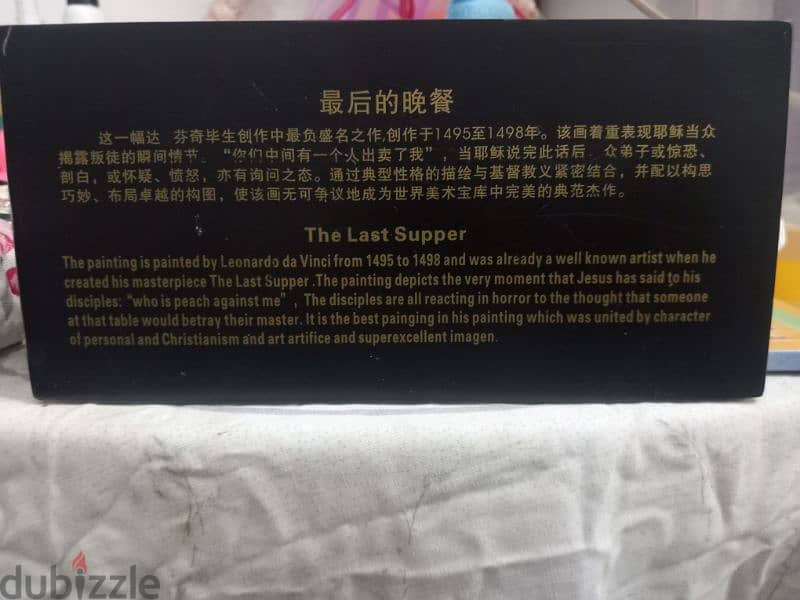 最后的晚餐
这一幅达 芬奇毕生创作中最负盛名之作,创作于1495至1498年。该画着重表现耶稣当众
揭露叛徒的瞬间情节。“你们中间有一个人出卖了我”，当耶稣说完此话后，众弟子或惊恐、
剖白，或怀疑、愤怒，亦有询问之态。通过典型性格的描绘与基督教义紧密结合，并配以构思
巧妙、布局卓越的构图，使该画无可争议地成为世界美术宝库中完美的典范杰作。
The Last Supper
The painting is painted by Leonardo da Vinci from 1495 to 1498 and was already a well known artist when he
created his masterpiece The Last Supper .The painting depicts the very moment that Jesus has said to his
disciples: “who is peach against me”, The disciples are all reacting in horror to the thought that someone
at that table would betray their master. It is the best painging in his painting which was united by character
of personal and Christianism and art artifice and superexcellent imagen.
dubizzle